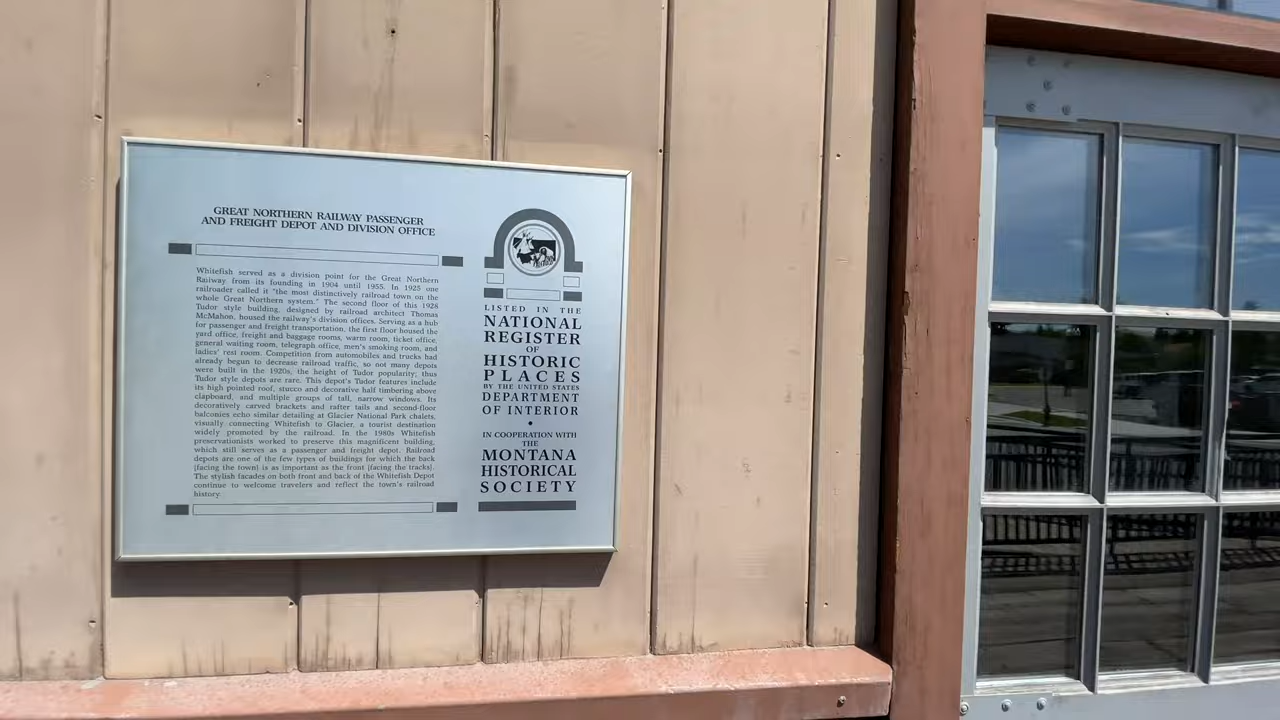 GREAT NORTHERN RAILWAY PASSENGER
AND FREIGHT DEPOT AND DIVISION OFFICE
Whitefish served as a division point for the Great Northern
Railway from its founding in 1904 until 1955. In 1925 one
railroader called it "the most distinctively railroad town on the
whole Great Northern system." The second floor of this 1928
Tudor style building, designed by railroad architect Thomas
McMahon, housed the railway's division offices. Serving as a hub
for passenger and freight transportation, the first floor housed the
yard office, freight and baggage rooms, warm room, ticket office,
general waiting room, telegraph office, men's smoking room, and
ladies' rest room. Competition from automobiles and trucks had
already begun to decrease railroad traffic, so not many depots
were built in the 1920s, the height of Tudor popularity; thus
Tudor style depots are rare. This depot's Tudor features include
its high pointed roof, stucco and decorative half timbering above
clapboard, and multiple groups of tall, narrow windows. Its
decoratively carved brackets and rafter tails and second-floor
balconies echo similar detailing at Glacier National Park chalets,
visually connecting Whitefish to Glacier, a tourist destination
widely promoted by the railroad. In the 1980s Whitefish
preservationists worked to preserve this magnificent building,
which still serves as a passenger and freight depot. Railroad
depots are one of the few types of buildings for which the back
(facing the town) is as important as the front (facing the tracks).
The stylish facades on both front and back of the Whitefish Depot
continue to welcome travelers and reflect the town's railroad
history.
LISTED IN THE
NATIONAL
REGISTER
OF
HISTORIC
PLACES
BY THE UNITED STATES
DEPARTMENT
OF INTERIOR
•
IN COOPERATION WITH
THE
MONTANA
HISTORICAL
SOCIETY